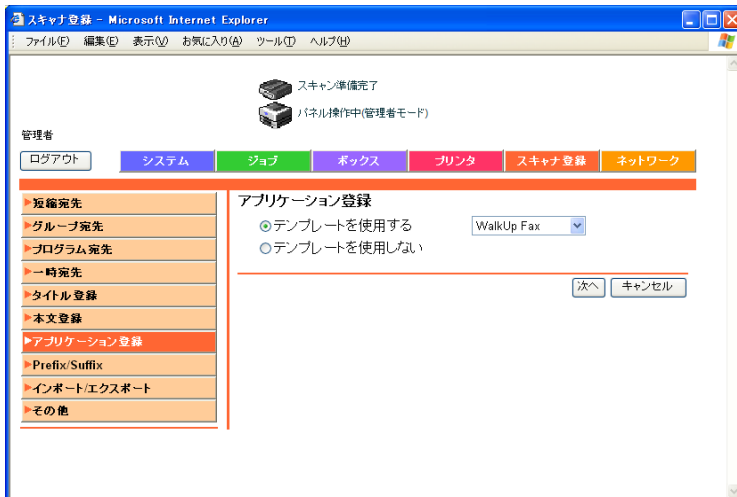 スキャナ登録 - Microsoft Internet Explorer
ファイル(F) 編集(E) 表示(V) お気に入り(A) ツール(T) ヘルプ(H)
スキャン準備完了
パネル操作中(管理者モード)
管理者
ログアウト システム ジョブ ボックス プリンタ スキャナ登録 ネットワーク
短縮宛先
グループ宛先
プログラム宛先
一時宛先
タイトル登録
本文登録
アプリケーション登録
Prefix/Suffix
インポート/エクスポート
その他
アプリケーション登録
テンプレートを使用する WalkUp Fax
テンプレートを使用しない
次へ キャンセル